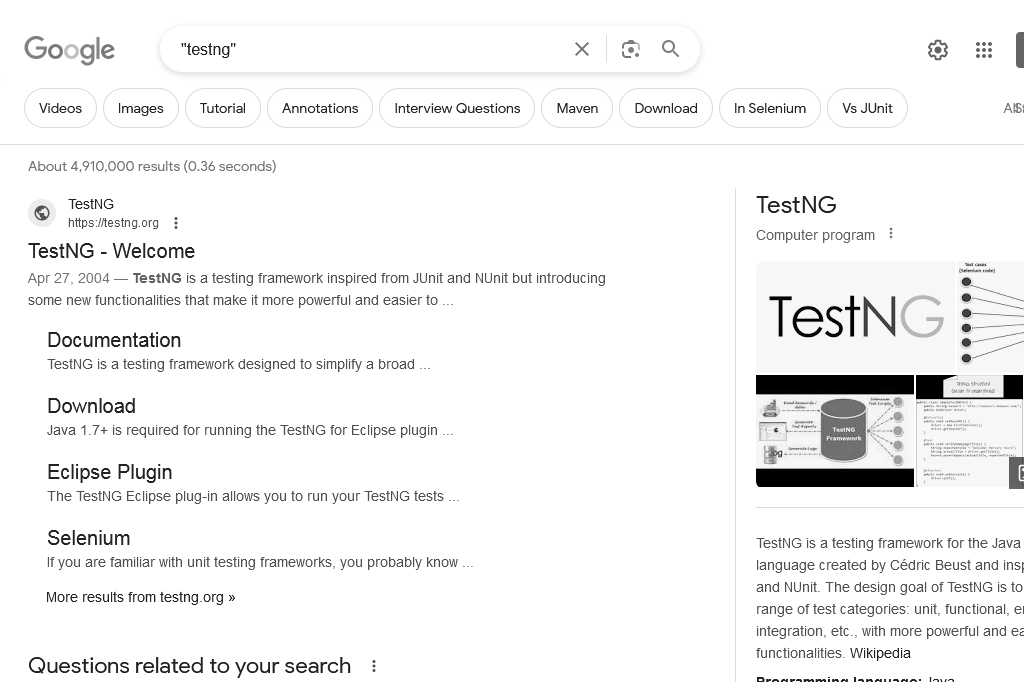 Google
"testng"
Videos
Images
Tutorial
Annotations
Interview Questions
Maven
Download
In Selenium
Vs JUnit
About 4,910,000 results (0.36 seconds)
TestNG
https://testng.org
TestNG - Welcome
Apr 27, 2004 — TestNG is a testing framework inspired from JUnit and NUnit but introducing
some new functionalities that make it more powerful and easier to ...
Documentation
TestNG is a testing framework designed to simplify a broad ...
Download
Java 1.7+ is required for running the TestNG for Eclipse plugin ...
Eclipse Plugin
The TestNG Eclipse plug-in allows you to run your TestNG tests ...
Selenium
If you are familiar with unit testing frameworks, you probably know ...
More results from testng.org »
Questions related to your search
TestNG
Computer program
TestNG
Test cases
(Selenium code)
TestNG
Framework
TestNG is a testing framework for the Java
language created by Cédric Beust and insp
and NUnit. The design goal of TestNG is to
range of test categories: unit, functional, e
integration, etc., with more powerful and ea
functionalities. Wikipedia
Programming language: Java